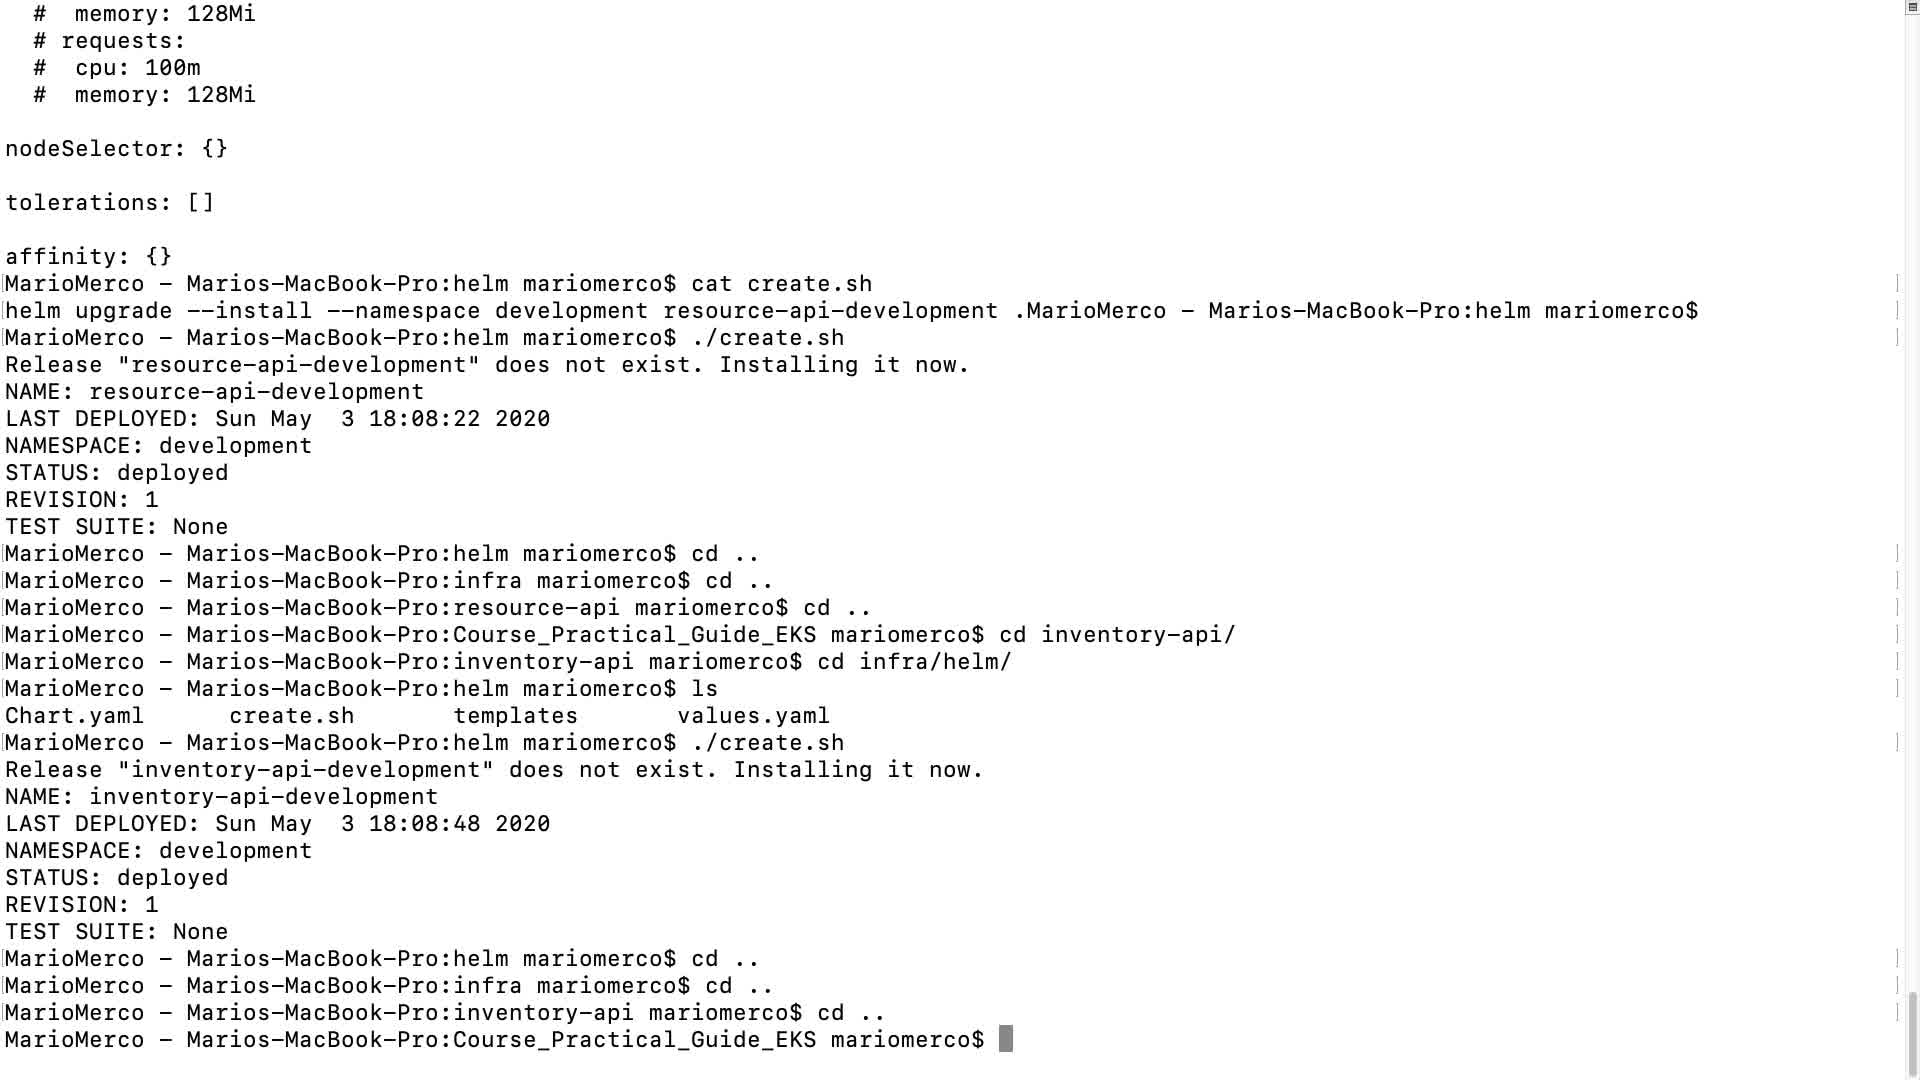 #  memory: 128Mi
# requests:
#  cpu: 100m
#  memory: 128Mi
nodeSelector: {}
tolerations: []
affinity: {}
MarioMerco - Marios-MacBook-Pro:helm mariomerco$ cat create.sh
helm upgrade --install --namespace development resource-api-development .MarioMerco - Marios-MacBook-Pro:helm mariomerco$
MarioMerco - Marios-MacBook-Pro:helm mariomerco$ ./create.sh
Release "resource-api-development" does not exist. Installing it now.
NAME: resource-api-development
LAST DEPLOYED: Sun May  3 18:08:22 2020
NAMESPACE: development
STATUS: deployed
REVISION: 1
TEST SUITE: None
MarioMerco - Marios-MacBook-Pro:helm mariomerco$ cd ..
MarioMerco - Marios-MacBook-Pro:infra mariomerco$ cd ..
MarioMerco - Marios-MacBook-Pro:resource-api mariomerco$ cd ..
MarioMerco - Marios-MacBook-Pro:Course_Practical_Guide_EKS mariomerco$ cd inventory-api/
MarioMerco - Marios-MacBook-Pro:inventory-api mariomerco$ cd infra/helm/
MarioMerco - Marios-MacBook-Pro:helm mariomerco$ ls
Chart.yaml      create.sh       templates       values.yaml
MarioMerco - Marios-MacBook-Pro:helm mariomerco$ ./create.sh
Release "inventory-api-development" does not exist. Installing it now.
NAME: inventory-api-development
LAST DEPLOYED: Sun May  3 18:08:48 2020
NAMESPACE: development
STATUS: deployed
REVISION: 1
TEST SUITE: None
MarioMerco - Marios-MacBook-Pro:helm mariomerco$ cd ..
MarioMerco - Marios-MacBook-Pro:infra mariomerco$ cd ..
MarioMerco - Marios-MacBook-Pro:inventory-api mariomerco$ cd ..
MarioMerco - Marios-MacBook-Pro:Course_Practical_Guide_EKS mariomerco$